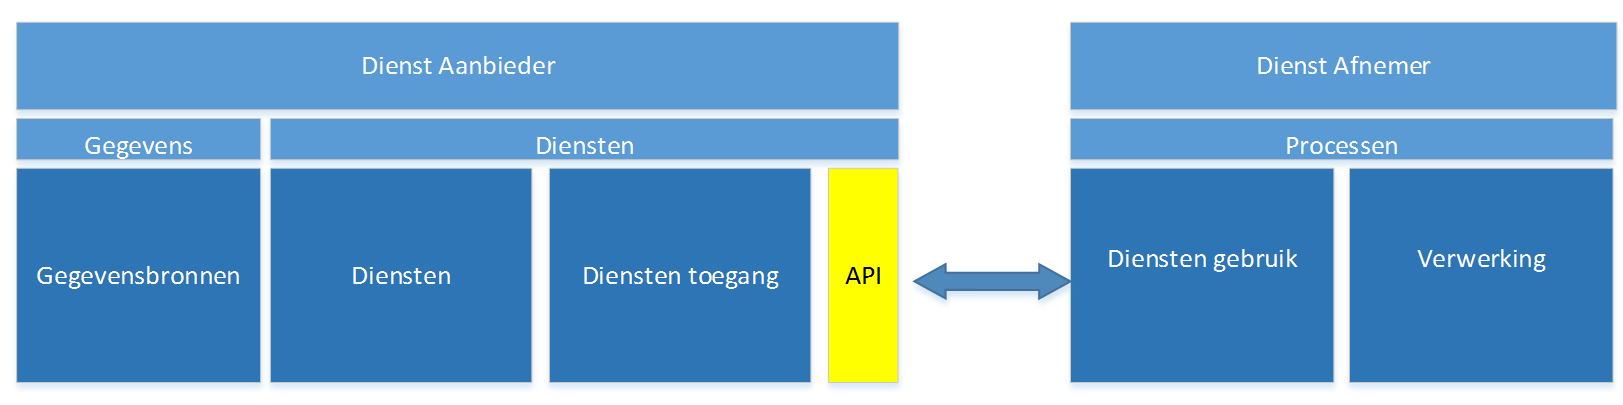 Dienst Aanbieder
Dienst Afnemer
Gegevens
Diensten
Processen
Gegevensbronnen
Diensten
Diensten toegang
API
Diensten gebruik
Verwerking